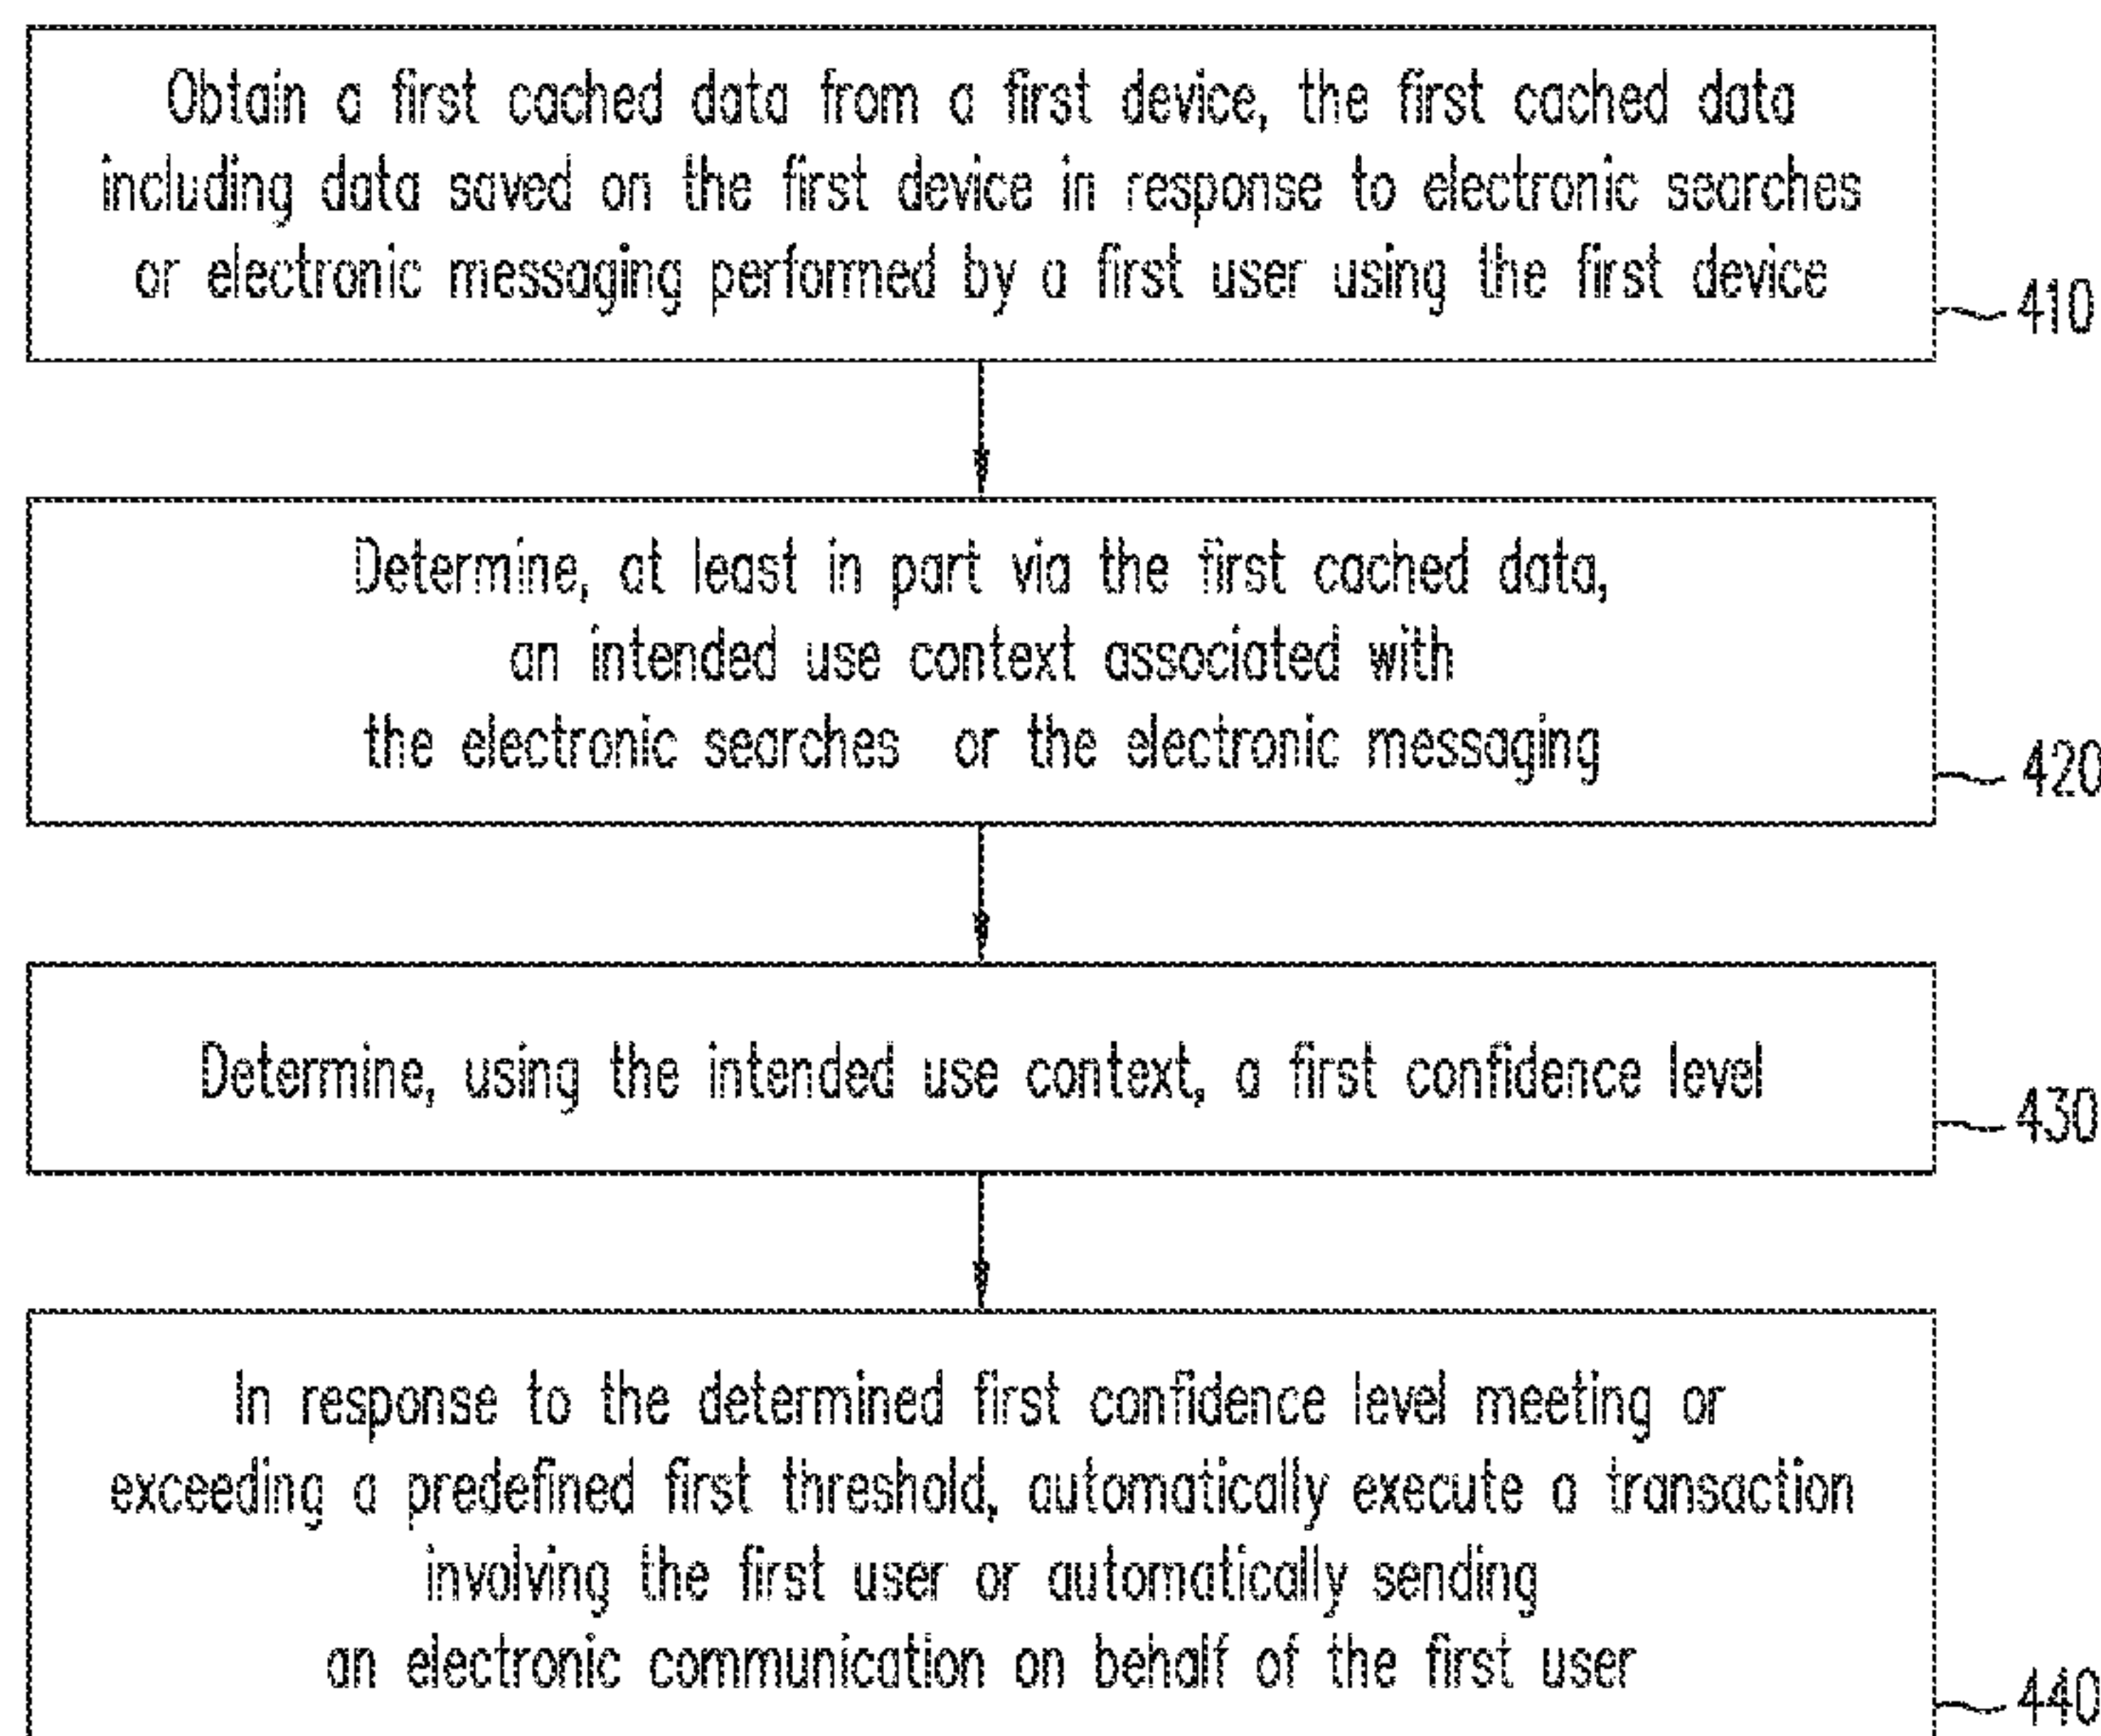 Obtain a first cached data from a first device, the first cached data
including data saved on the first device in response to electronic searches
or electronic messaging performed by a first user using the first device
410
Determine, at least in part via the first cached data,
an intended use context associated with
the electronic searches or the electronic messaging
420
Determine, using the intended use context, a first confidence level
430
In response to the determined first confidence level meeting or
exceeding a predefined first threshold, automatically execute a transaction
involving the first user or automatically sending
an electronic communication on behalf of the first user
440